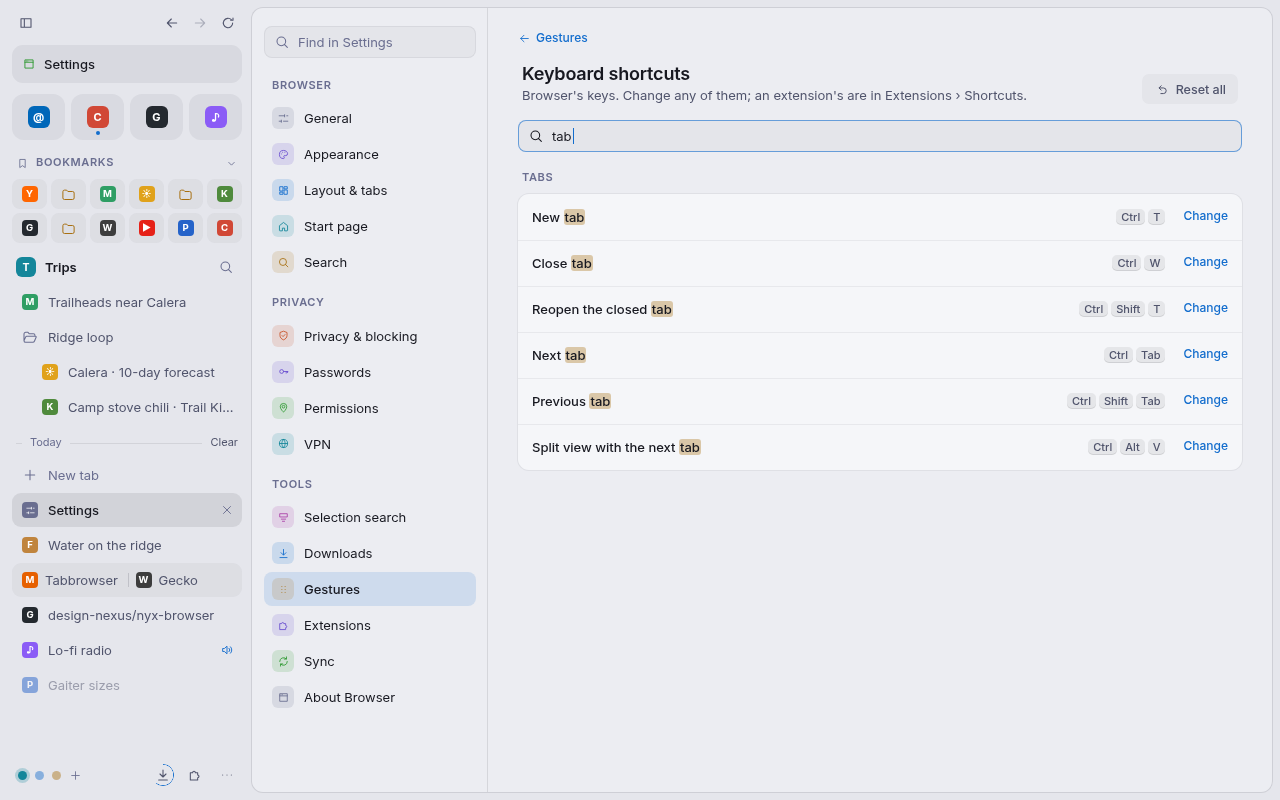 Settings
@
C
G
BOOKMARKS
Y
M
K
G
W
P
C
T Trips
M Trailheads near Calera
Ridge loop
Calera · 10-day forecast
K Camp stove chili · Trail Ki...
Today Clear
New tab
Settings
F Water on the ridge
M Tabbrowser W Gecko
G design-nexus/nyx-browser
Lo-fi radio
P Gaiter sizes
Find in Settings
BROWSER
General
Appearance
Layout & tabs
Start page
Search
PRIVACY
Privacy & blocking
Passwords
Permissions
VPN
TOOLS
Selection search
Downloads
Gestures
Extensions
Sync
About Browser
← Gestures
Keyboard shortcuts
Browser's keys. Change any of them; an extension's are in Extensions › Shortcuts.
Reset all
tab
TABS
New tab Ctrl T Change
Close tab Ctrl W Change
Reopen the closed tab Ctrl Shift T Change
Next tab Ctrl Tab Change
Previous tab Ctrl Shift Tab Change
Split view with the next tab Ctrl Alt V Change